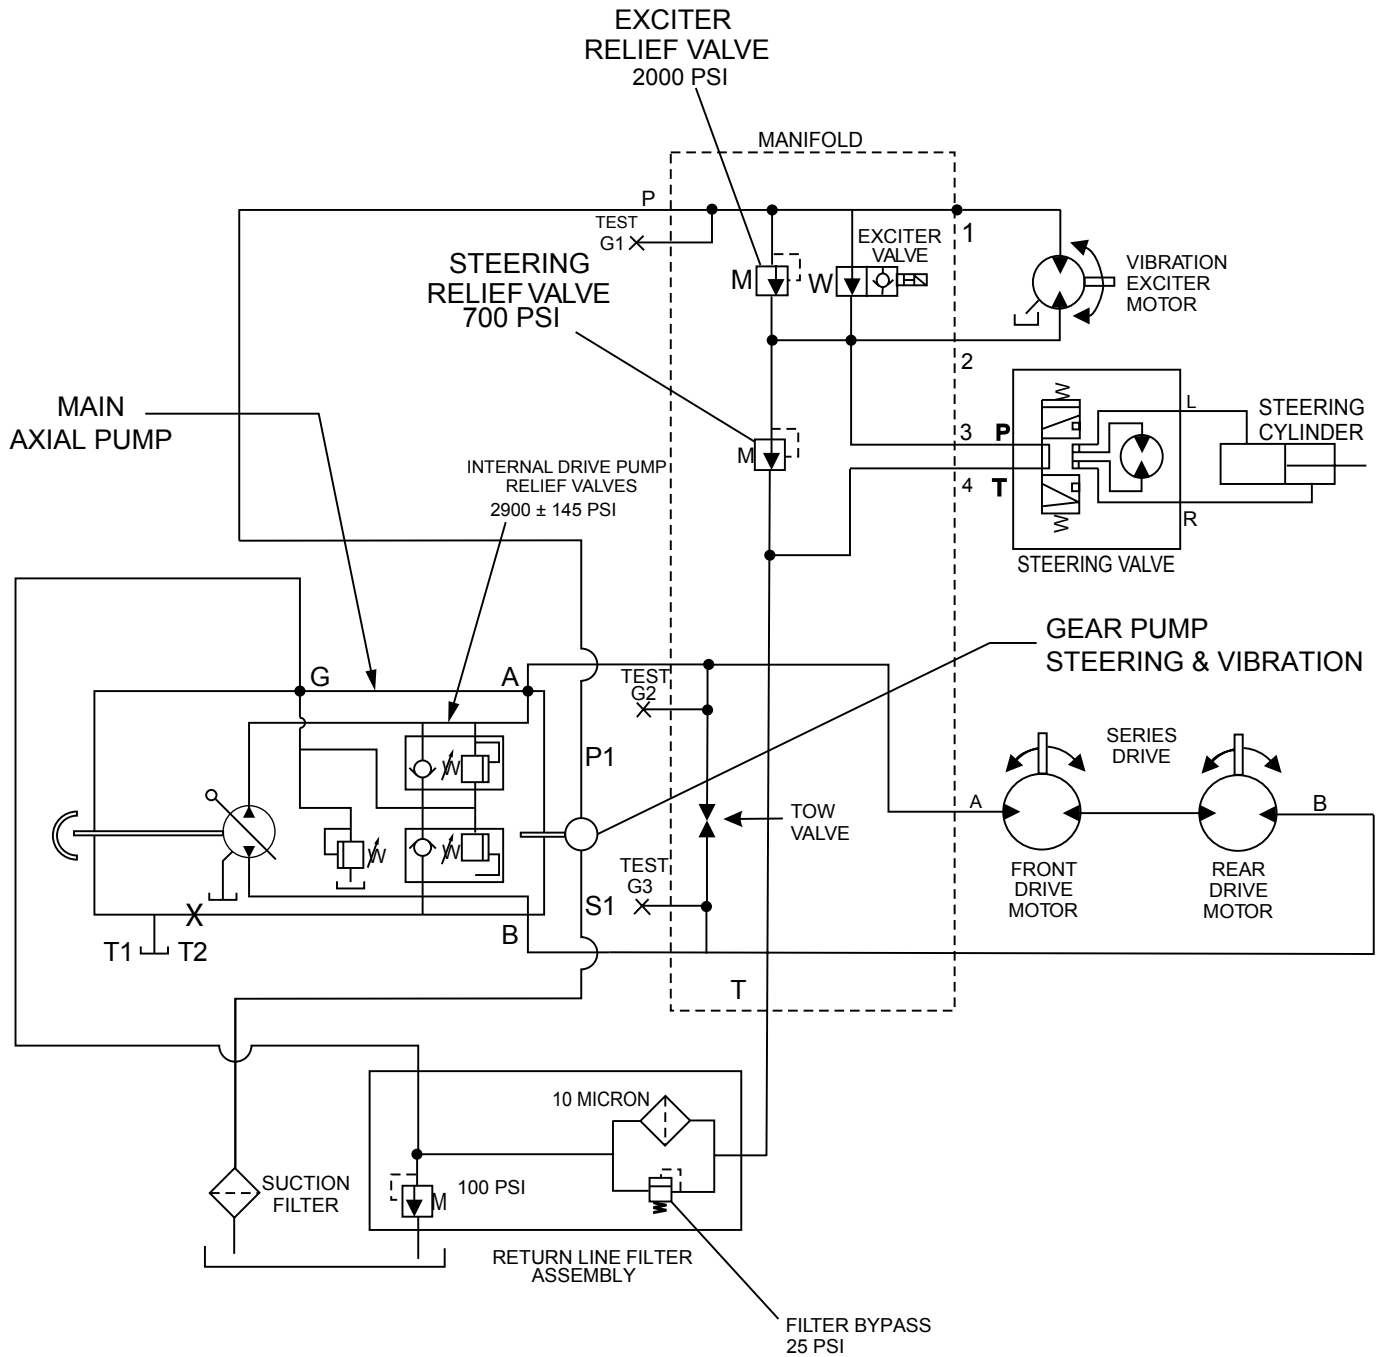 EXCITER
RELIEF VALVE
2000 PSI
MANIFOLD
P
TEST
G1
1
EXCITER
VALVE
STEERING
RELIEF VALVE
700 PSI
M
W
VIBRATION
EXCITER
MOTOR
2
MAIN
AXIAL PUMP
3
P
4
T
W
W
L
R
STEERING
CYLINDER
STEERING VALVE
M
INTERNAL DRIVE PUMP
RELIEF VALVES
2900 ± 145 PSI
GEAR PUMP
STEERING & VIBRATION
G
A
TEST
G2
P1
W
W
W
SERIES
DRIVE
A
B
TOW
VALVE
TEST
G3
S1
FRONT
DRIVE
MOTOR
REAR
DRIVE
MOTOR
X
B
T1
T2
T
10 MICRON
SUCTION
FILTER
100 PSI
M
RETURN LINE FILTER
ASSEMBLY
FILTER BYPASS
25 PSI